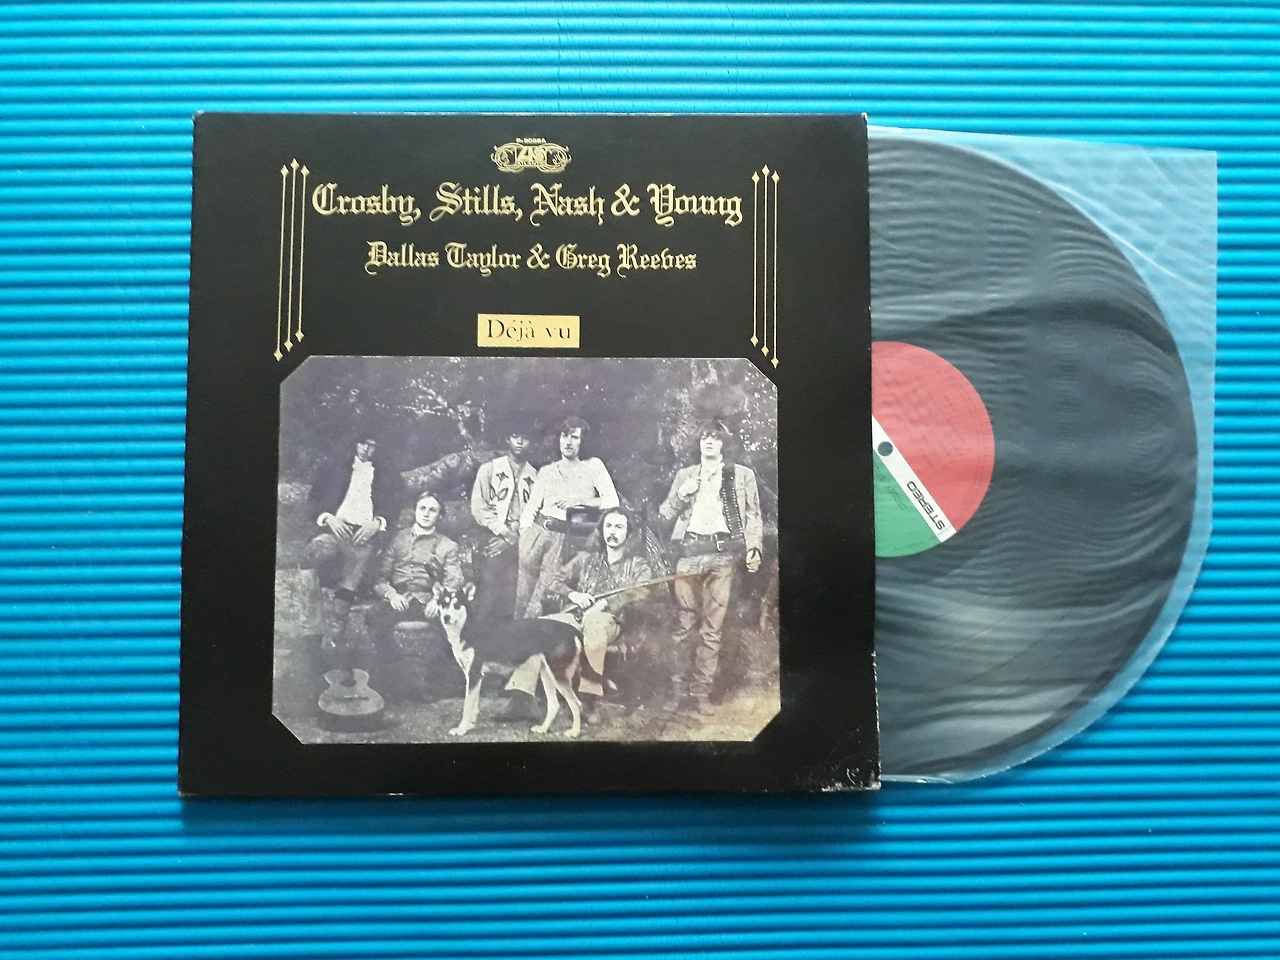 Crosby, Stills, Nash & Young
Dallas Taylor & Greg Reeves
Déjà vu
STEREO